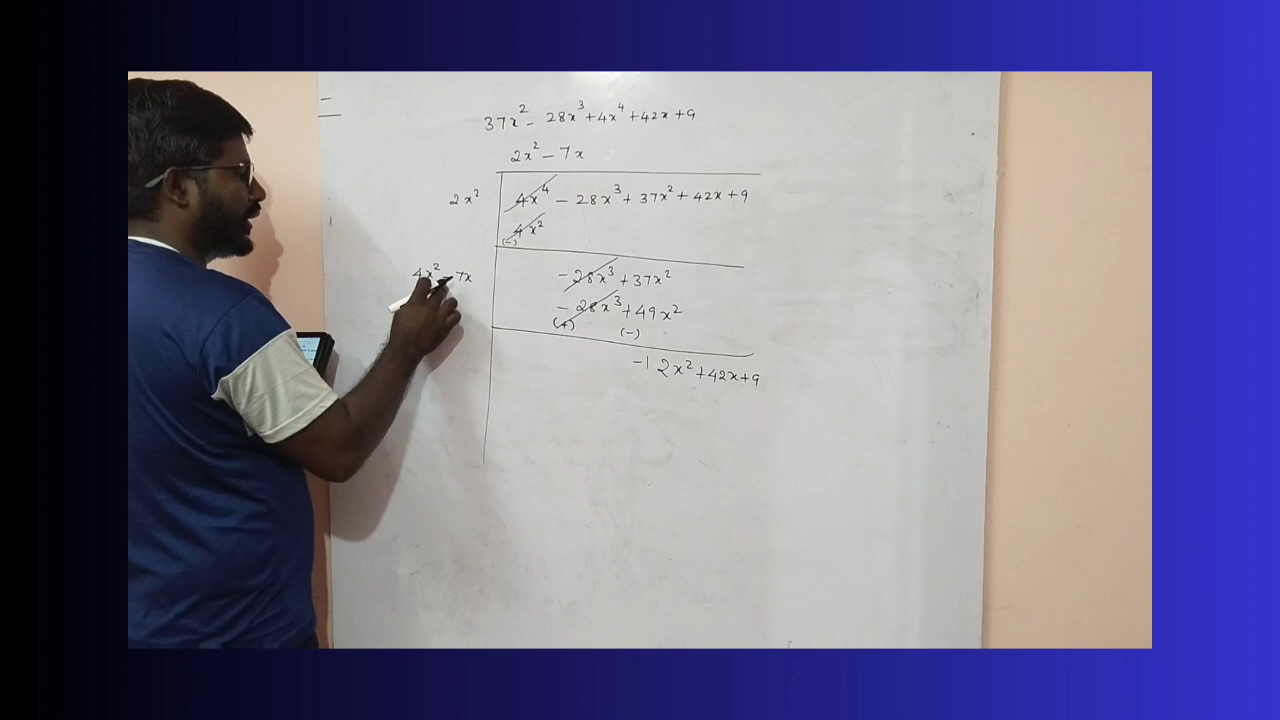 37x² - 28x³ + 4x⁴ + 42x + 9
2x² - 7x
2x² 4x⁴ - 28x³ + 37x² + 42x + 9
4x²
(-)
4x² - 7x - 28x³ + 37x²
- 28x³ + 49x²
(+) (-)
-12x² + 42x + 9